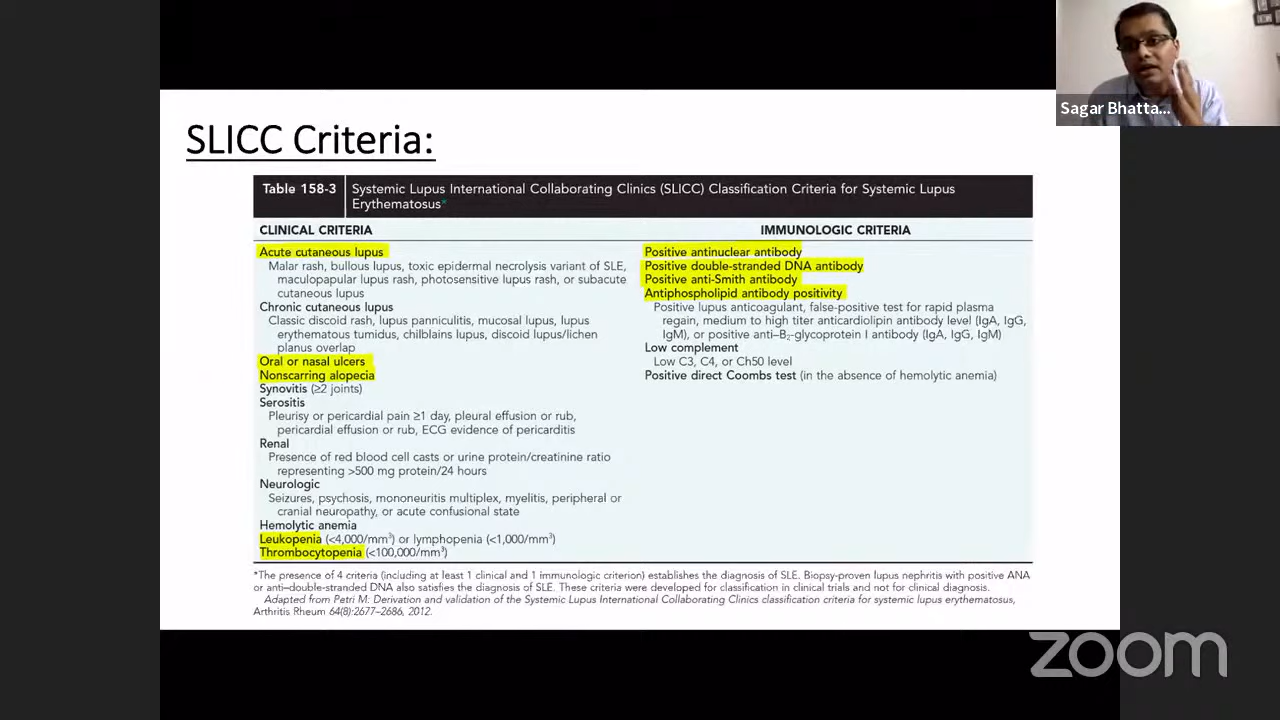 Sagar Bhatta...
SLICC Criteria:
Table 158-3
Systemic Lupus International Collaborating Clinics (SLICC) Classification Criteria for Systemic Lupus
Erythematosus*
CLINICAL CRITERIA
Acute cutaneous lupus
Malar rash, bullous lupus, toxic epidermal necrolysis variant of SLE,
maculopapular lupus rash, photosensitive lupus rash, or subacute
cutaneous lupus
Chronic cutaneous lupus
Classic discoid rash, lupus panniculitis, mucosal lupus, lupus
erythematous tumidus, chilblains lupus, discoid lupus/lichen
planus overlap
Oral or nasal ulcers
Nonscarring alopecia
Synovitis (≥2 joints)
Serositis
Pleurisy or pericardial pain ≥1 day, pleural effusion or rub,
pericardial effusion or rub, ECG evidence of pericarditis
Renal
Presence of red blood cell casts or urine protein/creatinine ratio
representing >500 mg protein/24 hours
Neurologic
Seizures, psychosis, mononeuritis multiplex, myelitis, peripheral or
cranial neuropathy, or acute confusional state
Hemolytic anemia
Leukopenia (<4,000/mm³) or lymphopenia (<1,000/mm³)
Thrombocytopenia (<100,000/mm³)
IMMUNOLOGIC CRITERIA
Positive antinuclear antibody
Positive double-stranded DNA antibody
Positive anti-Smith antibody
Antiphospholipid antibody positivity
Positive lupus anticoagulant, false-positive test for rapid plasma
regain, medium to high titer anticardiolipin antibody level (IgA, IgG,
IgM), or positive anti–B₂-glycoprotein I antibody (IgA, IgG, IgM)
Low complement
Low C3, C4, or Ch50 level
Positive direct Coombs test (in the absence of hemolytic anemia)
*The presence of 4 criteria (including at least 1 clinical and 1 immunologic criterion) establishes the diagnosis of SLE. Biopsy-proven lupus nephritis with positive ANA
or anti–double-stranded DNA also satisfies the diagnosis of SLE. These criteria were developed for classification in clinical trials and not for clinical diagnosis.
Adapted from Petri M: Derivation and validation of the Systemic Lupus International Collaborating Clinics classification criteria for systemic lupus erythematosus,
Arthritis Rheum 64(8):2677–2686, 2012.
zoom